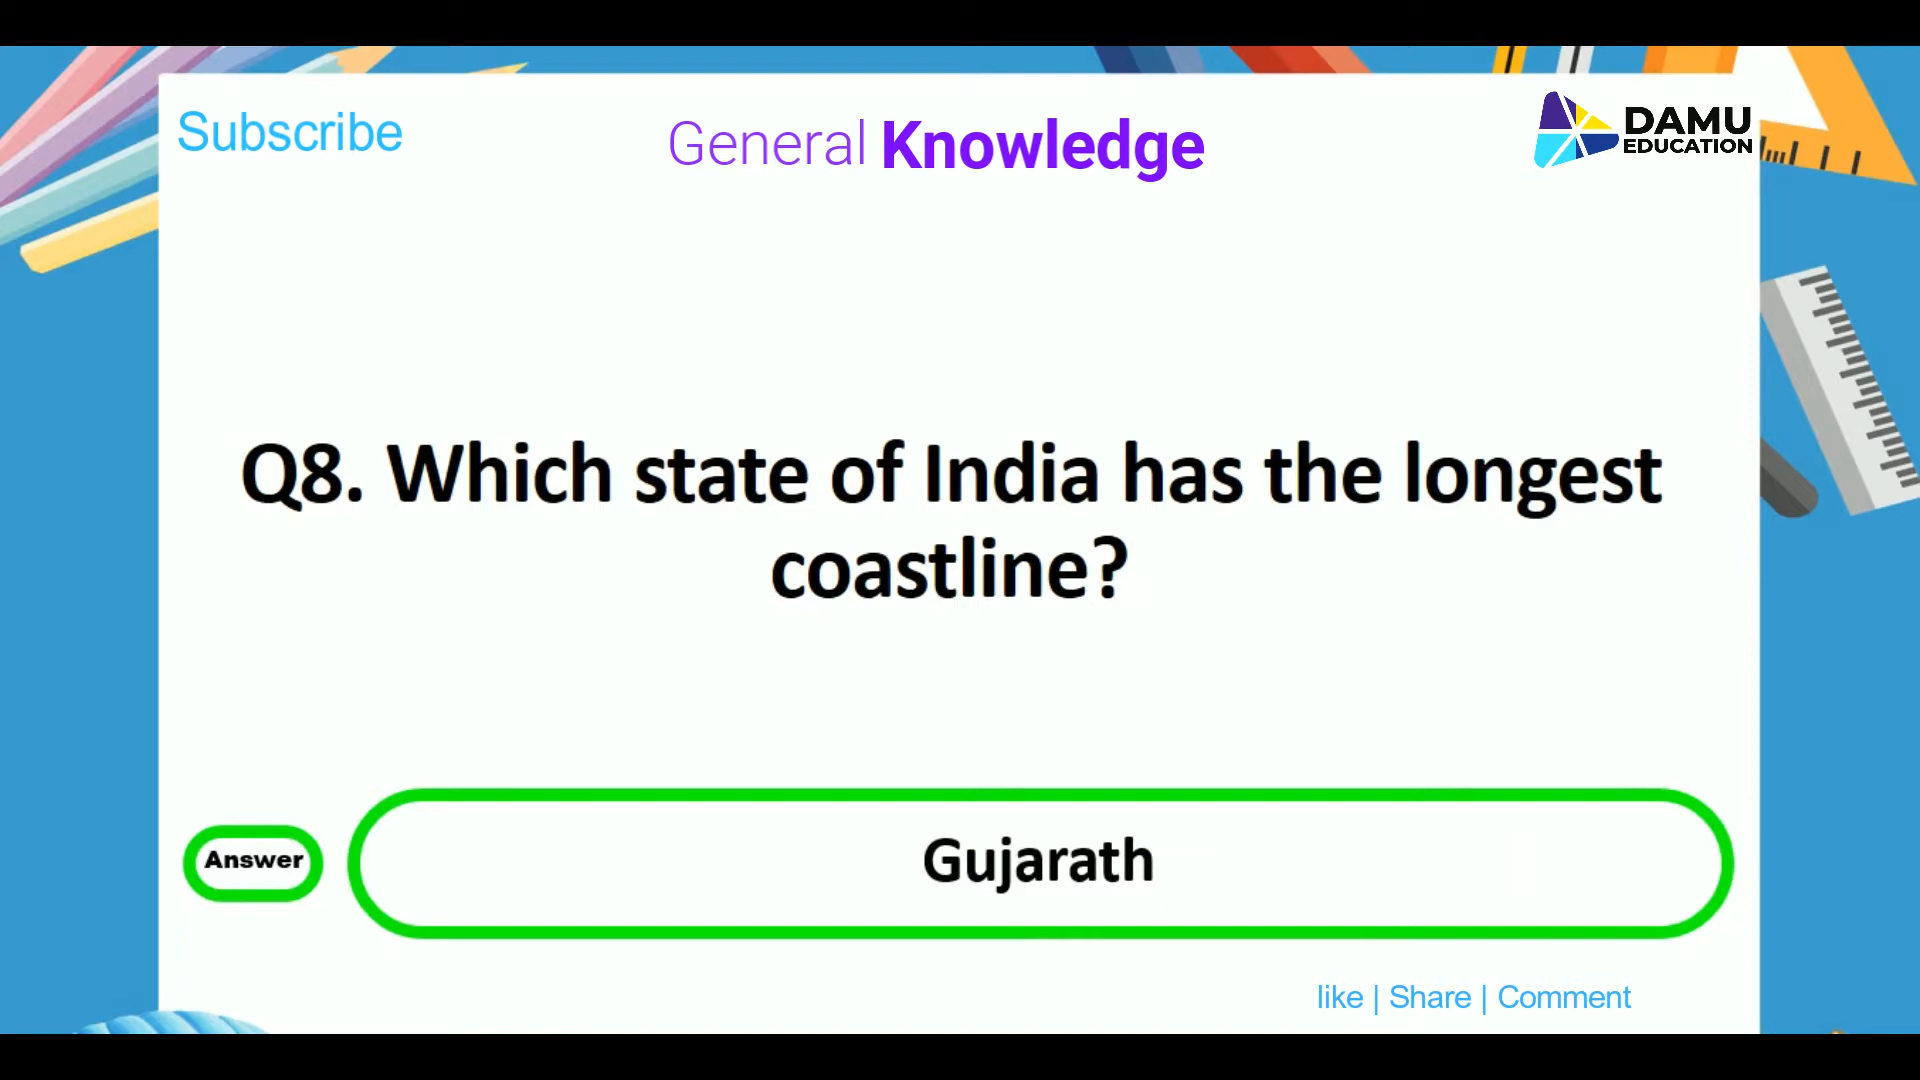 Subscribe
General Knowledge
DAMU
EDUCATION
Q8. Which state of India has the longest
coastline?
Answer
Gujarath
like | Share | Comment